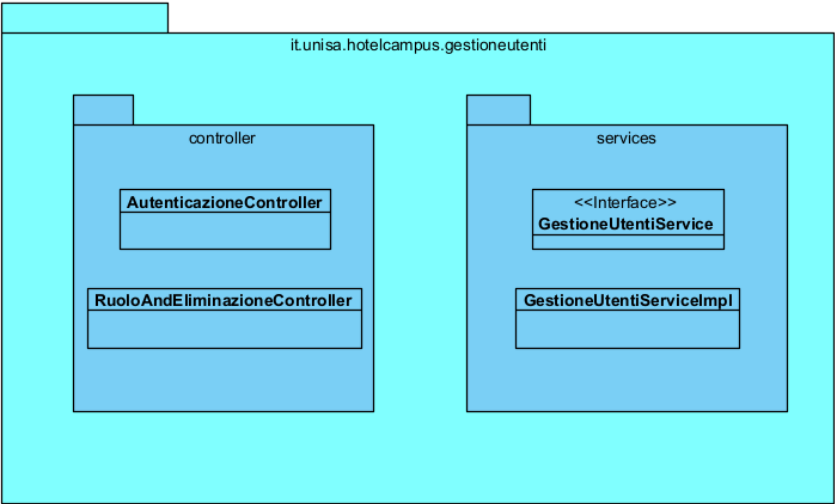 it.unisa.hotelcampus.gestioneutenti
controller
AutenticazioneController
RuoloAndEliminazioneController
services
<<Interface>>
GestioneUtentiService
GestioneUtentiServiceImpl